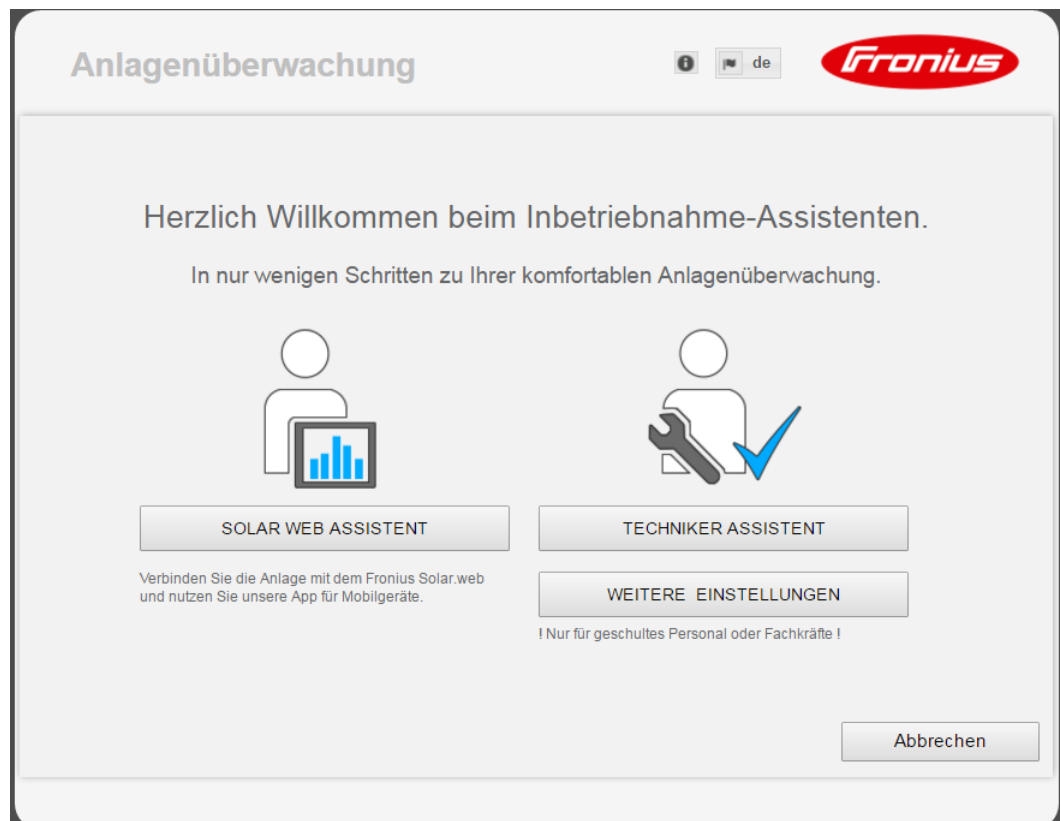 Anlagenüberwachung
de
Fronius
Herzlich Willkommen beim Inbetriebnahme-Assistenten.
In nur wenigen Schritten zu Ihrer komfortablen Anlagenüberwachung.
SOLAR WEB ASSISTENT
Verbinden Sie die Anlage mit dem Fronius Solar.web
und nutzen Sie unsere App für Mobilgeräte.
TECHNIKER ASSISTENT
WEITERE EINSTELLUNGEN
! Nur für geschultes Personal oder Fachkräfte !
Abbrechen